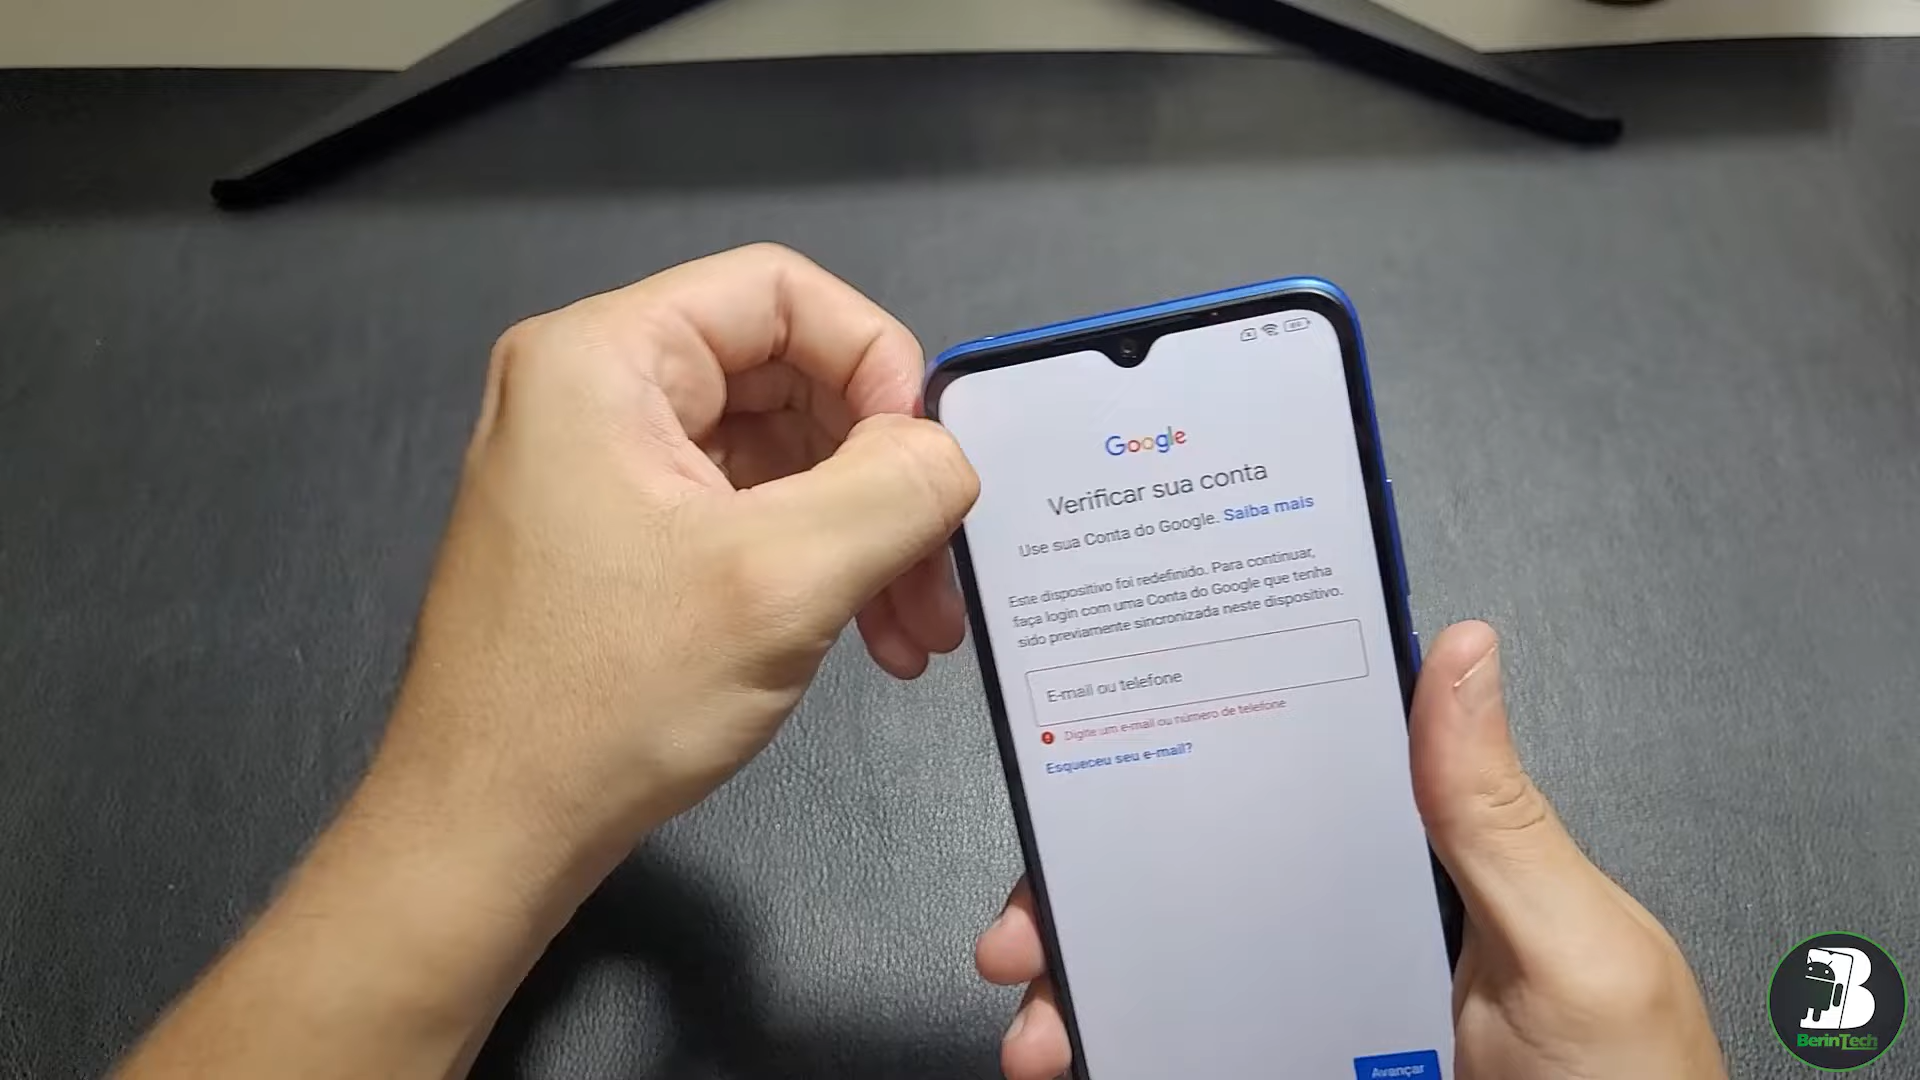 Google
Verificar sua conta
Use sua Conta do Google. Saiba mais
Este dispositivo foi redefinido. Para continuar,
faça login com uma Conta do Google que tenha
sido previamente sincronizada neste dispositivo.
E-mail ou telefone
Digite um e-mail ou número de telefone
Esqueceu seu e-mail?
Avançar
BerinTech